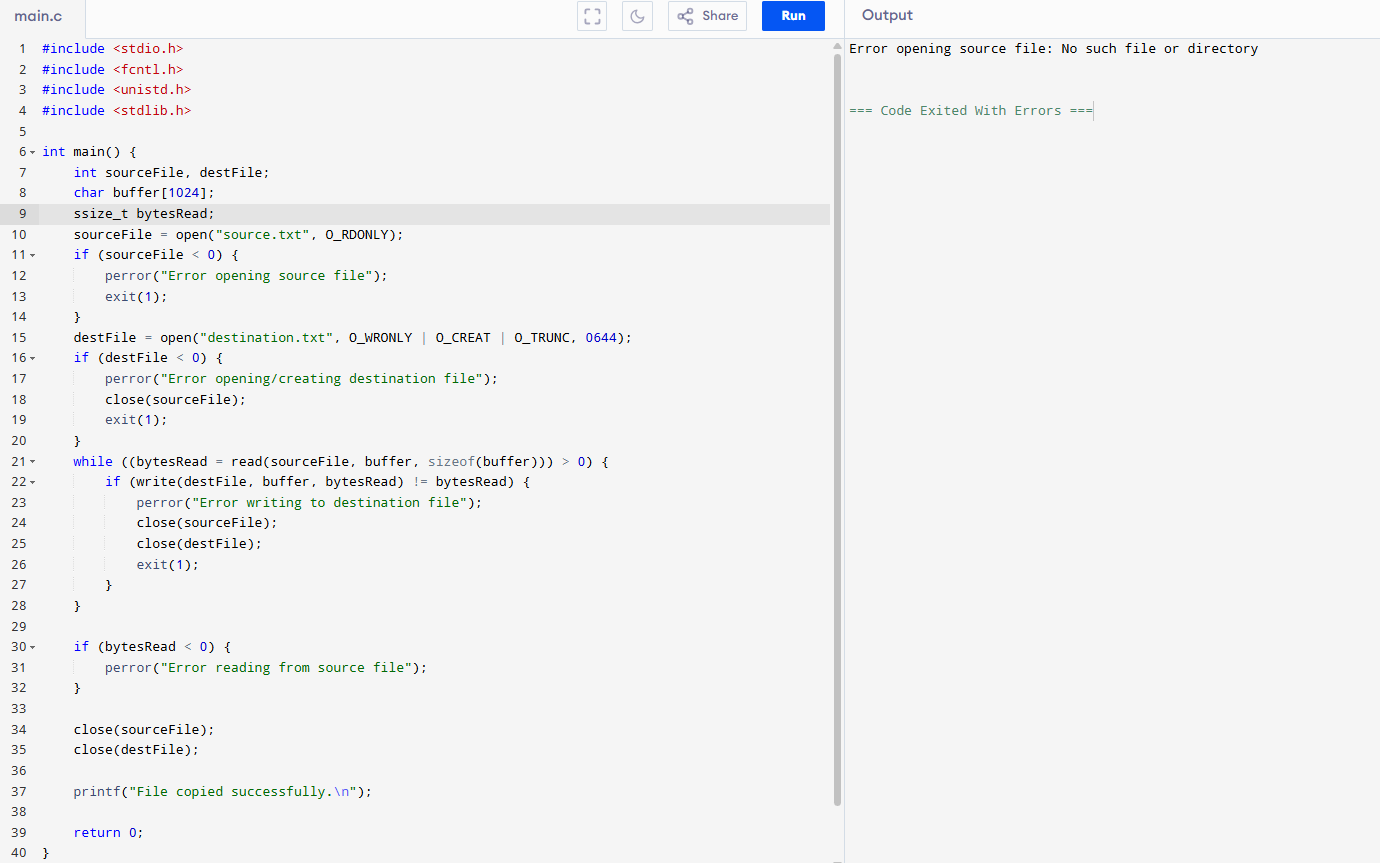 main.c
Share
Run
Output
1 #include <stdio.h>
2 #include <fcntl.h>
3 #include <unistd.h>
4 #include <stdlib.h>
5
6 int main() {
7     int sourceFile, destFile;
8     char buffer[1024];
9     ssize_t bytesRead;
10     sourceFile = open("source.txt", O_RDONLY);
11     if (sourceFile < 0) {
12         perror("Error opening source file");
13         exit(1);
14     }
15     destFile = open("destination.txt", O_WRONLY | O_CREAT | O_TRUNC, 0644);
16     if (destFile < 0) {
17         perror("Error opening/creating destination file");
18         close(sourceFile);
19         exit(1);
20     }
21     while ((bytesRead = read(sourceFile, buffer, sizeof(buffer))) > 0) {
22         if (write(destFile, buffer, bytesRead) != bytesRead) {
23             perror("Error writing to destination file");
24             close(sourceFile);
25             close(destFile);
26             exit(1);
27         }
28     }
29
30     if (bytesRead < 0) {
31         perror("Error reading from source file");
32     }
33
34     close(sourceFile);
35     close(destFile);
36
37     printf("File copied successfully.\n");
38
39     return 0;
40 }
Error opening source file: No such file or directory
=== Code Exited With Errors ===